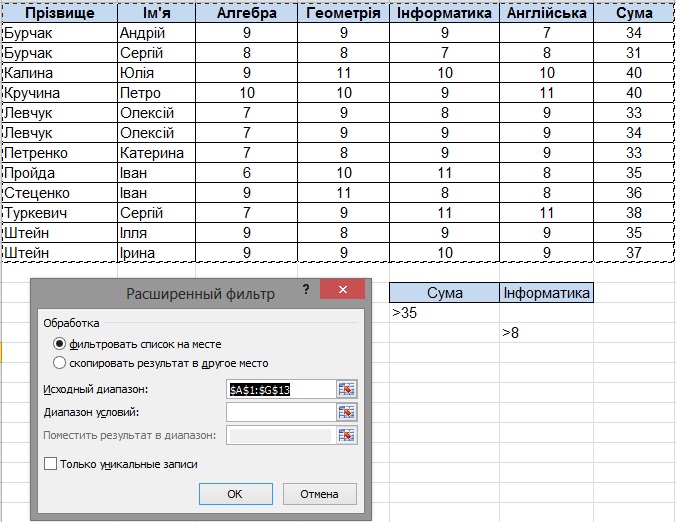 Прізвище Ім'я Алгебра Геометрія Інформатика Англійська Сума
Бурчак Андрій 9 9 9 7 34
Бурчак Сергій 8 8 7 8 31
Калина Юлія 9 11 10 10 40
Кручина Петро 10 10 9 11 40
Левчук Олексій 7 9 8 9 33
Левчук Олексій 7 9 9 9 34
Петренко Катерина 7 8 9 9 33
Пройда Іван 6 10 11 8 35
Стеценко Іван 9 11 8 8 36
Туркевич Сергій 7 9 11 11 38
Штейн Ілля 9 8 9 9 35
Штейн Ірина 9 9 10 9 37
Расширенный фильтр ? ×
Обработка
фильтровать список на месте
скопировать результат в другое место
Исходный диапазон: $A$1:$G$13
Диапазон условий:
Поместить результат в диапазон:
Только уникальные записи
ОК Отмена
Сума Інформатика
>35
>8